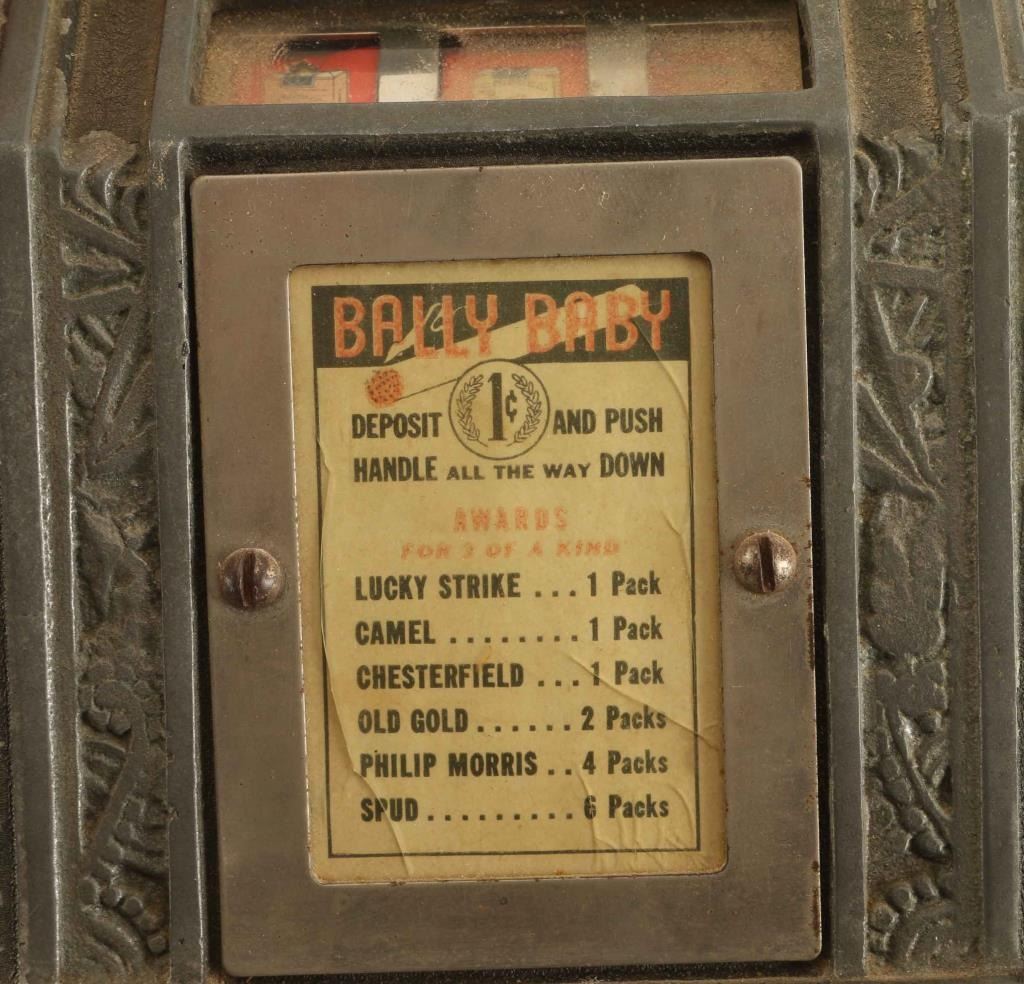 BALLY BABY
DEPOSIT 1¢ AND PUSH
HANDLE ALL THE WAY DOWN
AWARDS
FOR 3 OF A KIND
LUCKY STRIKE ... 1 Pack
CAMEL ........ 1 Pack
CHESTERFIELD ... 1 Pack
OLD GOLD ...... 2 Packs
PHILIP MORRIS .. 4 Packs
SPUD .......... 6 Packs